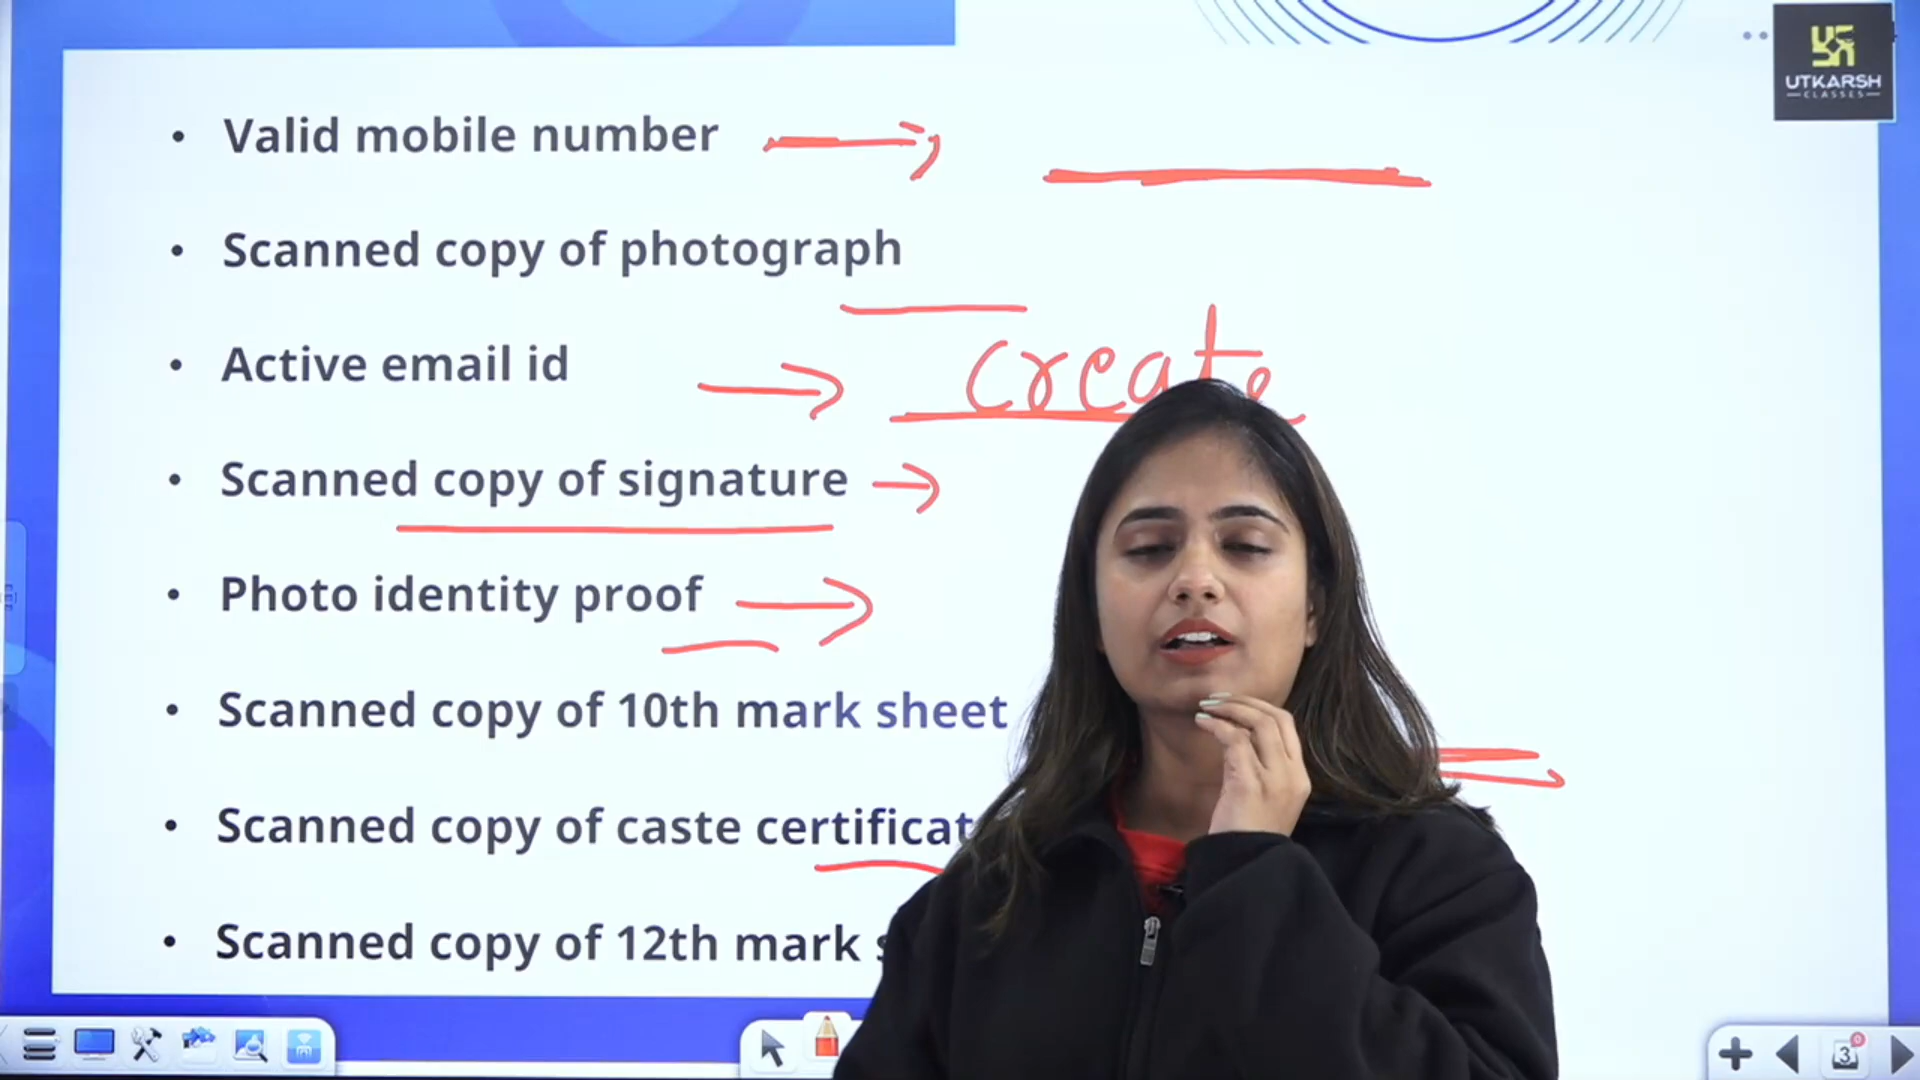 UTKARSH
CLASSES
• Valid mobile number
• Scanned copy of photograph
create
• Active email id
• Scanned copy of signature
• Photo identity proof
• Scanned copy of 10th mark sheet
• Scanned copy of caste certificat
• Scanned copy of 12th mark s
3